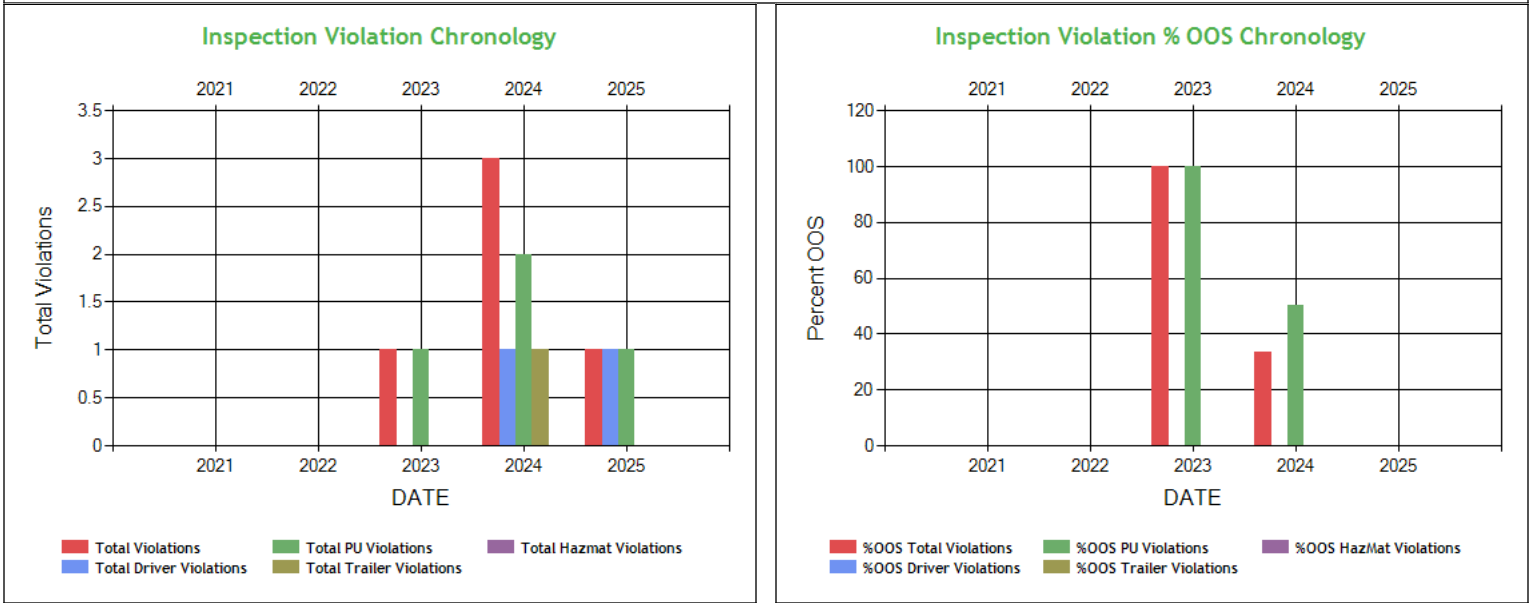 Inspection Violation Chronology
2021 2022 2023 2024 2025
3.5
3
2.5
2
1.5
1
0.5
0
Total Violations
2021 2022 2023 2024 2025
DATE
Total Violations Total PU Violations Total Hazmat Violations
Total Driver Violations Total Trailer Violations
Inspection Violation % OOS Chronology
2021 2022 2023 2024 2025
120
100
80
60
40
20
0
Percent OOS
2021 2022 2023 2024 2025
DATE
%OOS Total Violations %OOS PU Violations %OOS HazMat Violations
%OOS Driver Violations %OOS Trailer Violations